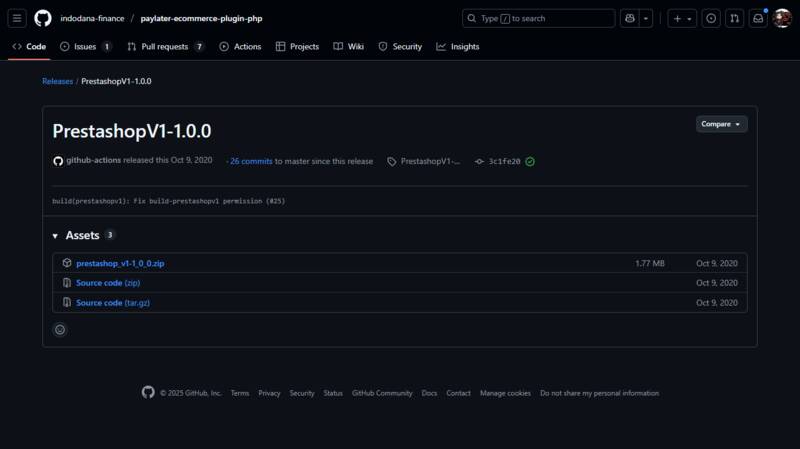 indodana-finance / paylater-ecommerce-plugin-php
Type / to search
Code Issues 1 Pull requests 7 Actions Projects Wiki Security Insights
Releases / PrestashopV1-1.0.0
PrestashopV1-1.0.0
Compare
github-actions released this Oct 9, 2020 · 26 commits to master since this release PrestashopV1-... 3c1fe20
build(prestashopv1): Fix build-prestashopv1 permission (#25)
Assets 3
prestashop_v1-1_0_0.zip 1.77 MB Oct 9, 2020
Source code (zip) Oct 9, 2020
Source code (tar.gz) Oct 9, 2020
© 2025 GitHub, Inc. Terms Privacy Security Status GitHub Community Docs Contact Manage cookies Do not share my personal information